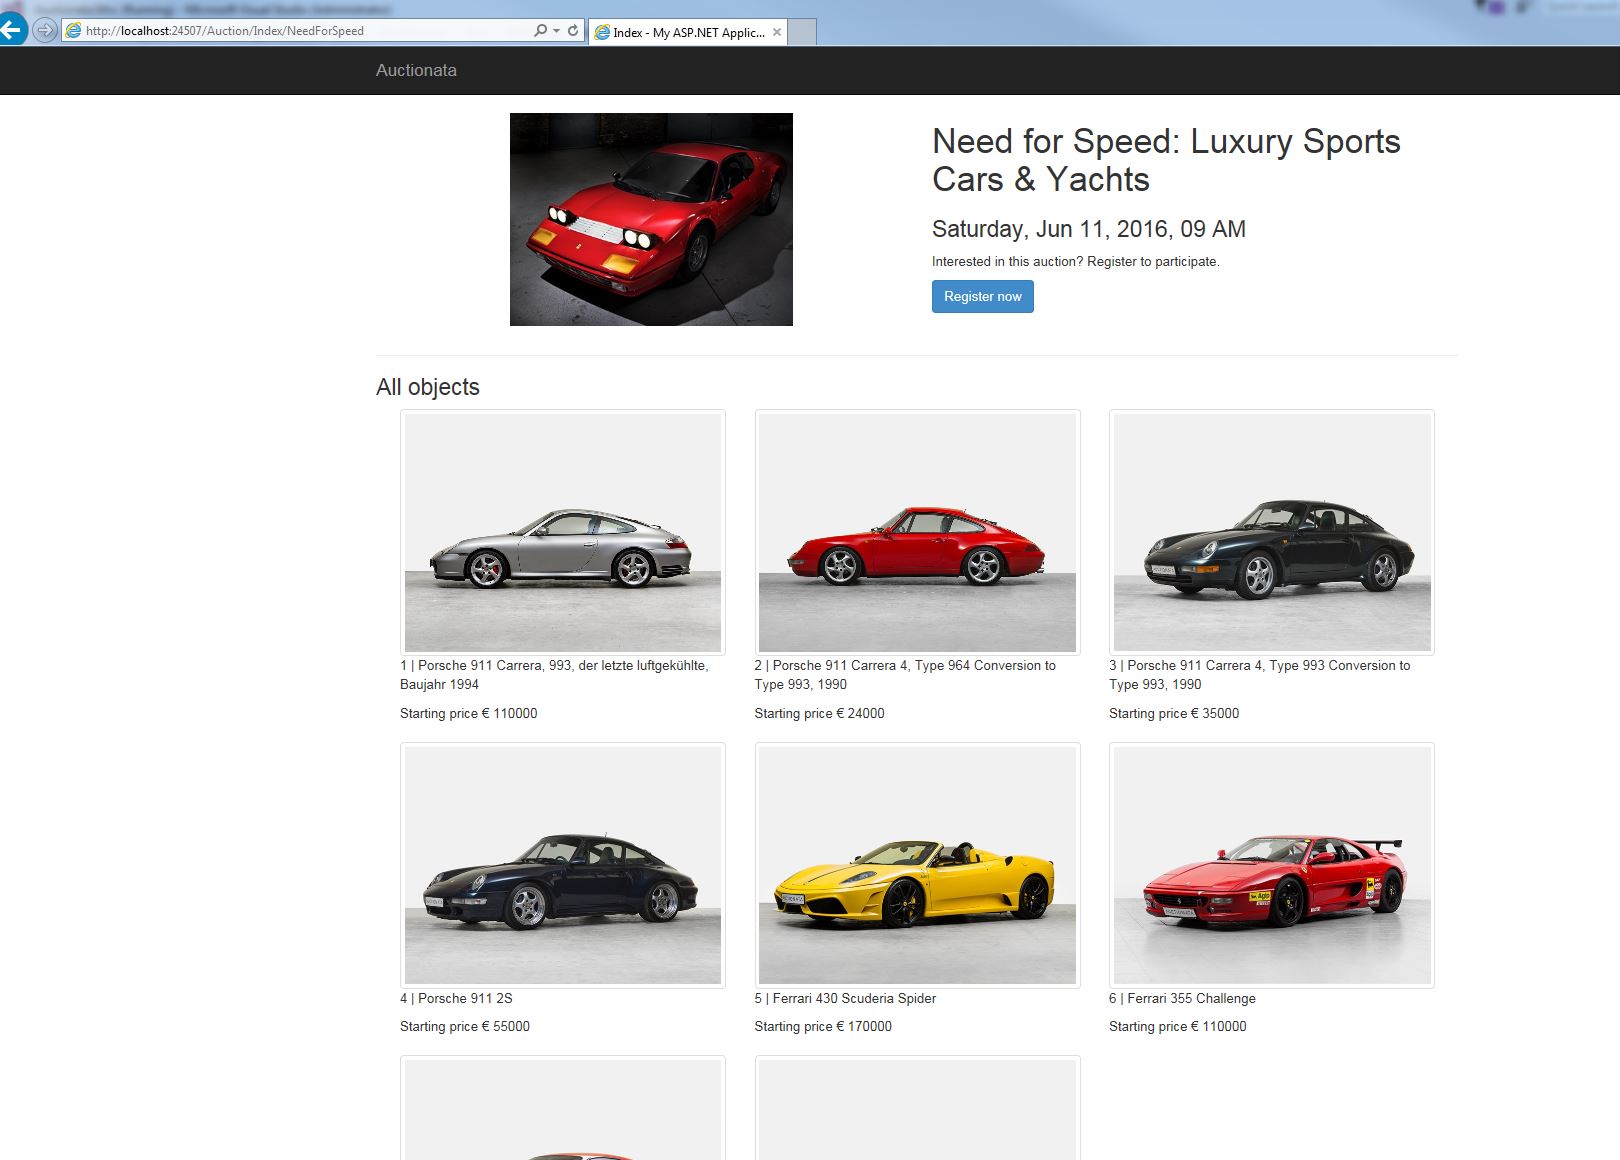 http://localhost:24507/Auction/Index/NeedForSpeed
Index - My ASP.NET Applic...
Auctionata
Need for Speed: Luxury Sports
Cars & Yachts
Saturday, Jun 11, 2016, 09 AM
Interested in this auction? Register to participate.
Register now
All objects
1 | Porsche 911 Carrera, 993, der letzte luftgekühlte,
Baujahr 1994
Starting price € 110000
2 | Porsche 911 Carrera 4, Type 964 Conversion to
Type 993, 1990
Starting price € 24000
3 | Porsche 911 Carrera 4, Type 993 Conversion to
Type 993, 1990
Starting price € 35000
4 | Porsche 911 2S
Starting price € 55000
5 | Ferrari 430 Scuderia Spider
Starting price € 170000
6 | Ferrari 355 Challenge
Starting price € 110000